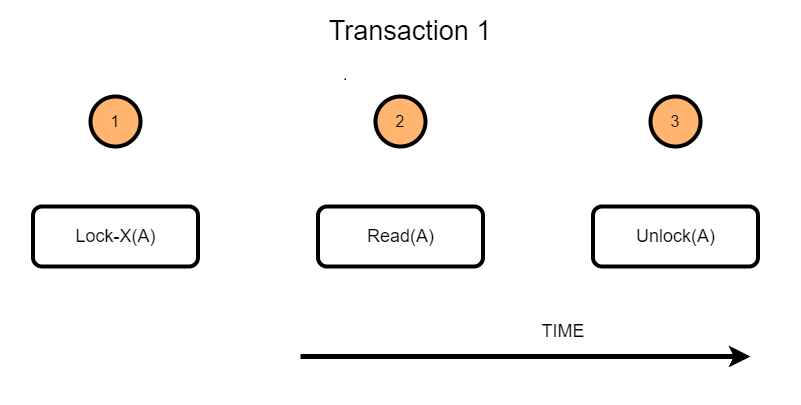 Transaction 1
.
1
2
3
Lock-X(A)
Read(A)
Unlock(A)
TIME